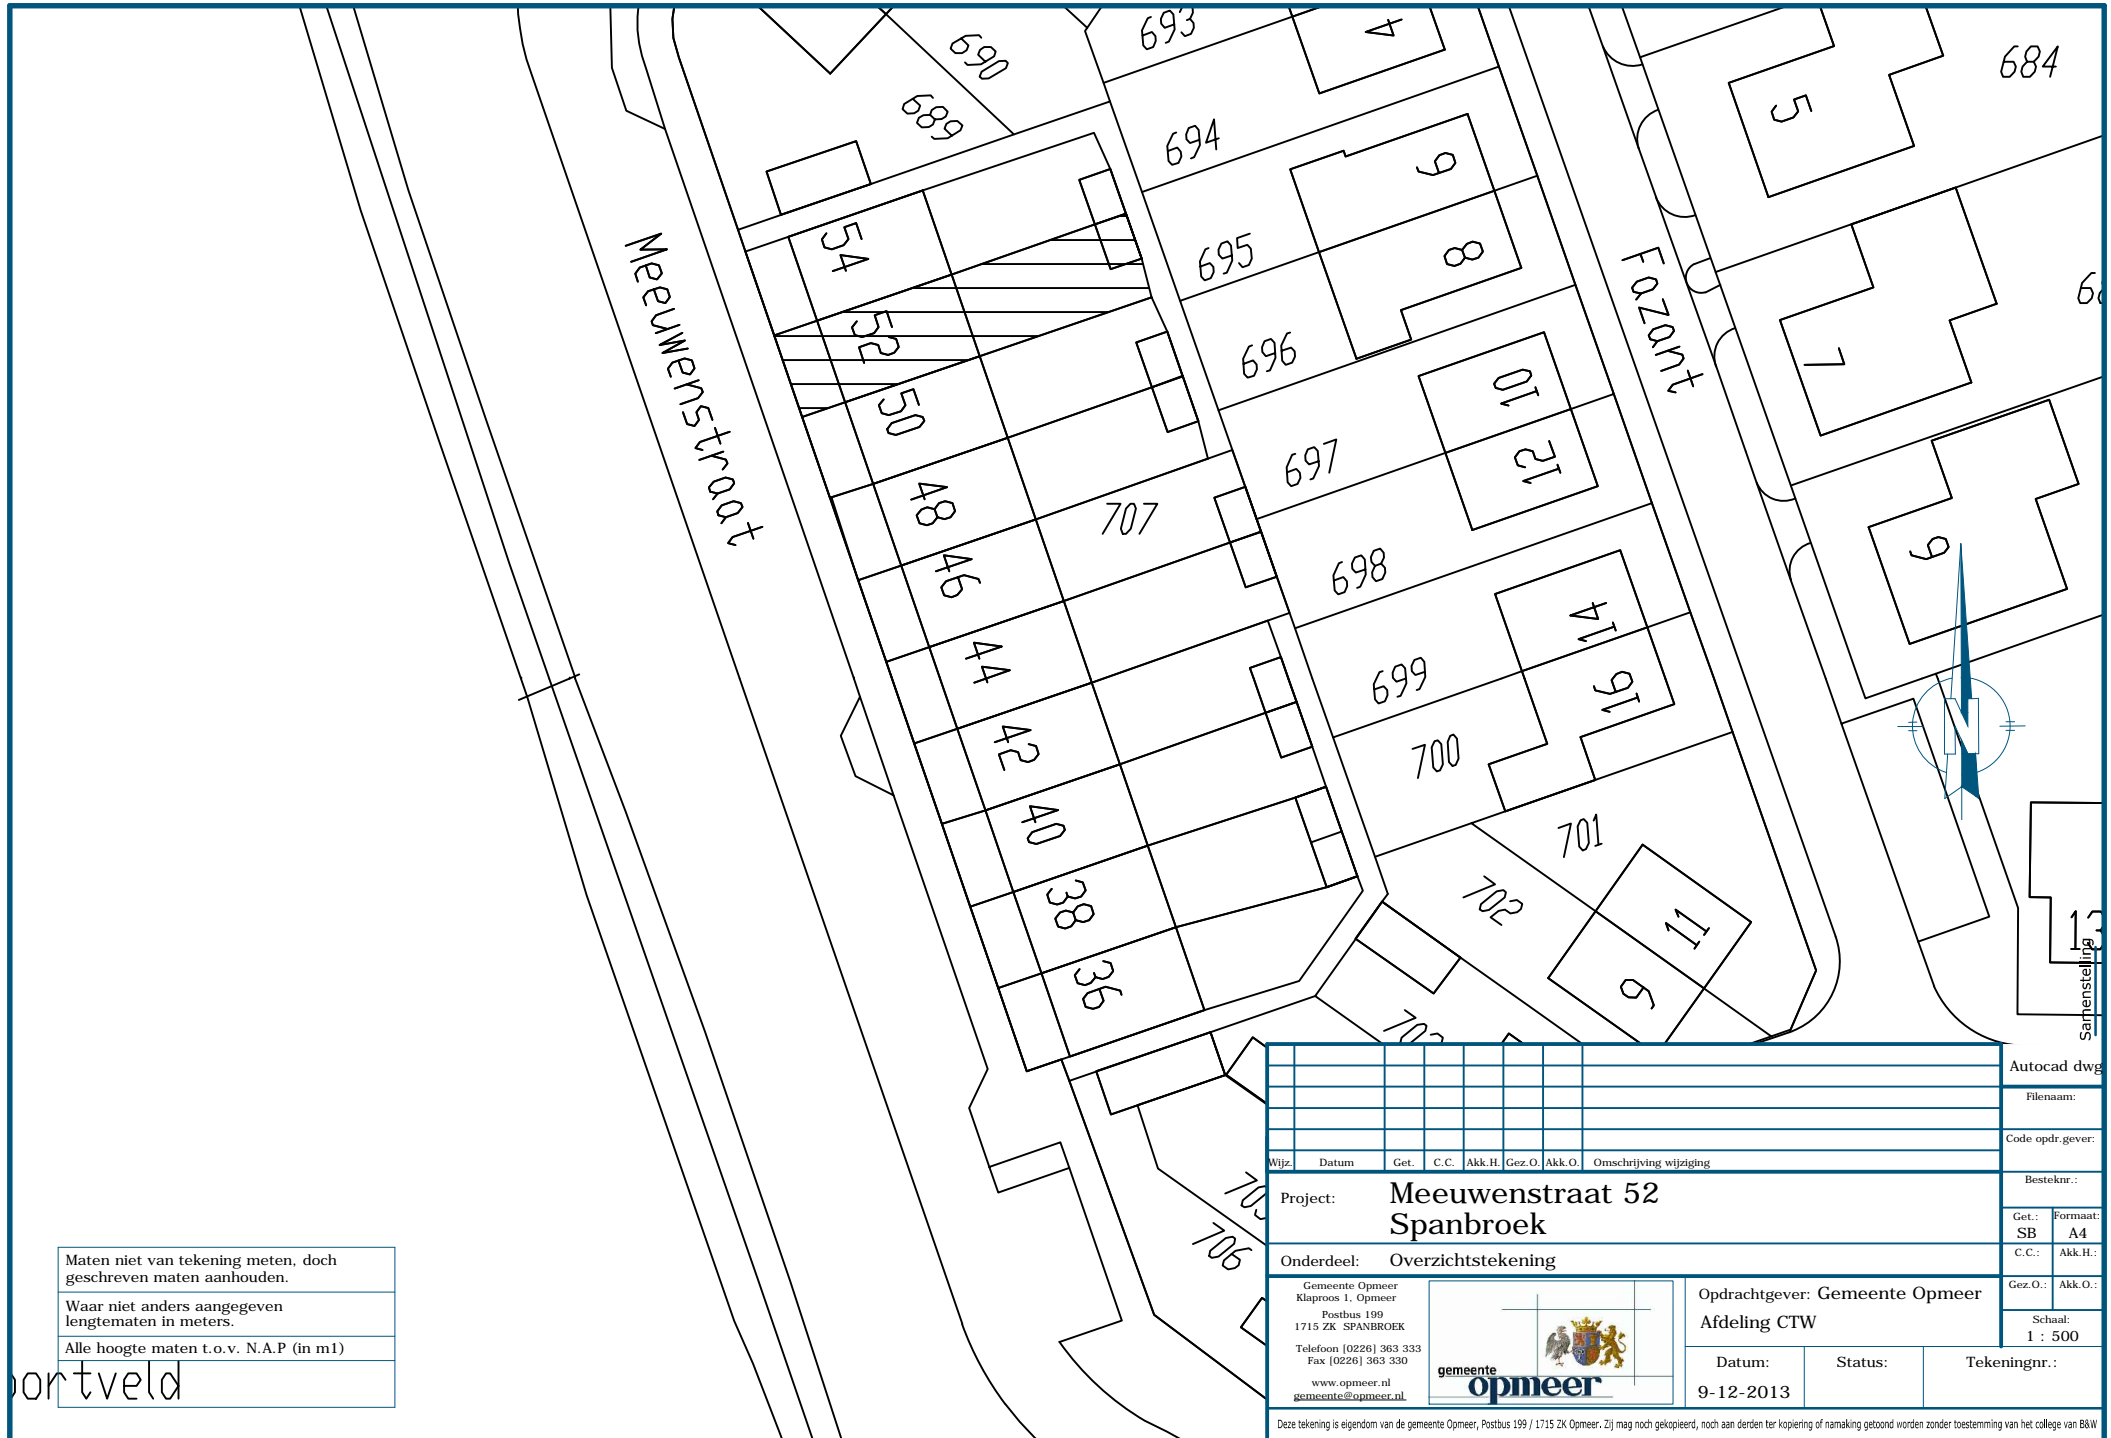 693
4
690
684
689
694
5
6
54
695
8
Meeuwenstraat
Fazant
52
696
7
50
10
697
12
48
707
9
46
698
14
44
699
16
42
700
N
40
701
38
702
11
13
36
9
Samenstelling
703
706
Autocad dwg
Filenaam:
Code opdr.gever:
Wijz.
Datum
Get.
C.C.
Akk.H.
Gez.O.
Akk.O.
Omschrijving wijziging
Besteknr.:
Project:
Meeuwenstraat 52
Spanbroek
Get.:
SB
Formaat:
A4
C.C.:
Akk.H.:
Onderdeel:
Overzichtstekening
Gez.O.:
Akk.O.:
Gemeente Opmeer
Klaproos 1, Opmeer
Postbus 199
1715 ZK SPANBROEK
Telefoon [0226] 363 333
Fax [0226] 363 330
www.opmeer.nl
gemeente@opmeer.nl
gemeente
opmeer
Opdrachtgever: Gemeente Opmeer
Afdeling CTW
Schaal:
1 : 500
Datum:
9-12-2013
Status:
Tekeningnr.:
Deze tekening is eigendom van de gemeente Opmeer, Postbus 199 / 1715 ZK Opmeer. Zij mag noch gekopieerd, noch aan derden ter kopiering of namaking getoond worden zonder toestemming van het college van B&W
Maten niet van tekening meten, doch
geschreven maten aanhouden.
Waar niet anders aangegeven
lengtematen in meters.
Alle hoogte maten t.o.v. N.A.P (in m1)
ortveld